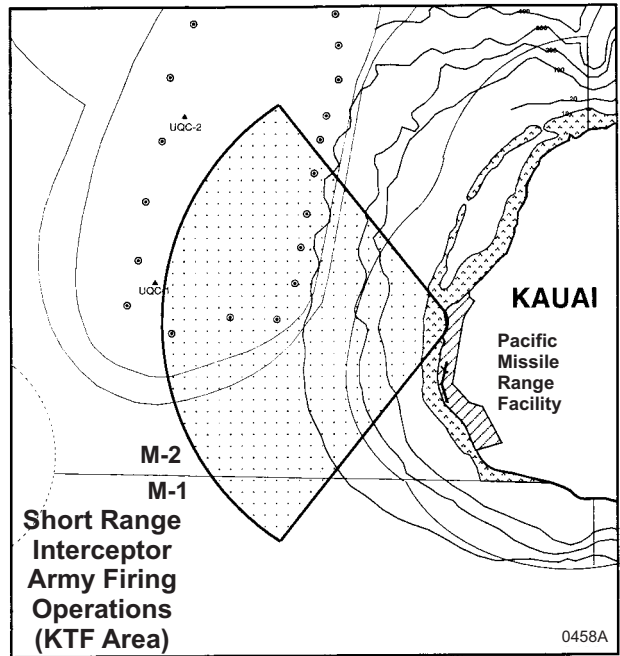 UQC-2
20
UQC-1
KAUAI
Pacific
Missile
Range
Facility
M-2
M-1
Short Range
Interceptor
Army Firing
Operations
(KTF Area)
0458A